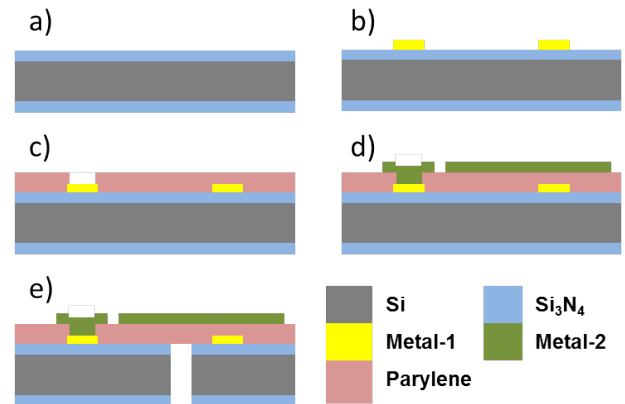 a)
b)
c)
d)
e)
Si
Si₃N₄
Metal-1
Metal-2
Parylene